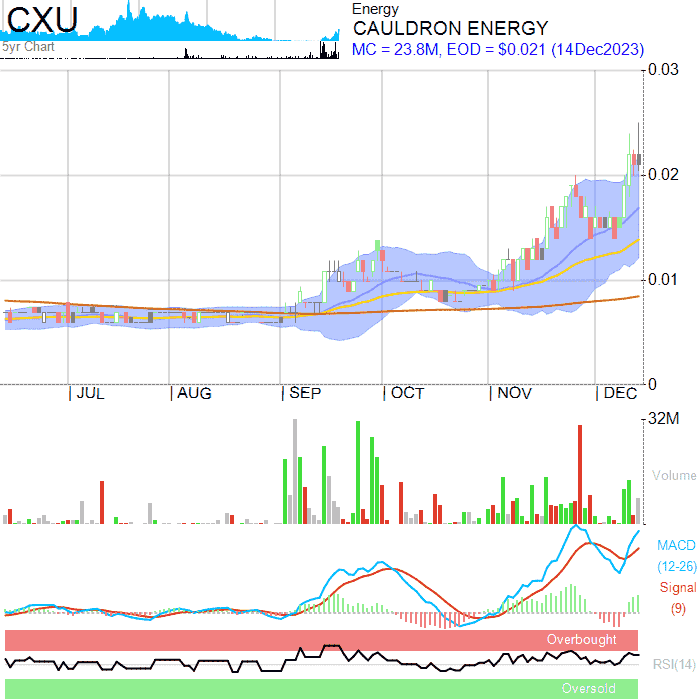 CXU
5yr Chart
Energy
CAULDRON ENERGY
MC = 23.8M, EOD = $0.021 (14Dec2023)
0.03
0.02
0.01
0
JUL AUG SEP OCT NOV DEC
32M
Volume
MACD
(12-26)
Signal
(9)
Overbought
RSI(14)
Oversold